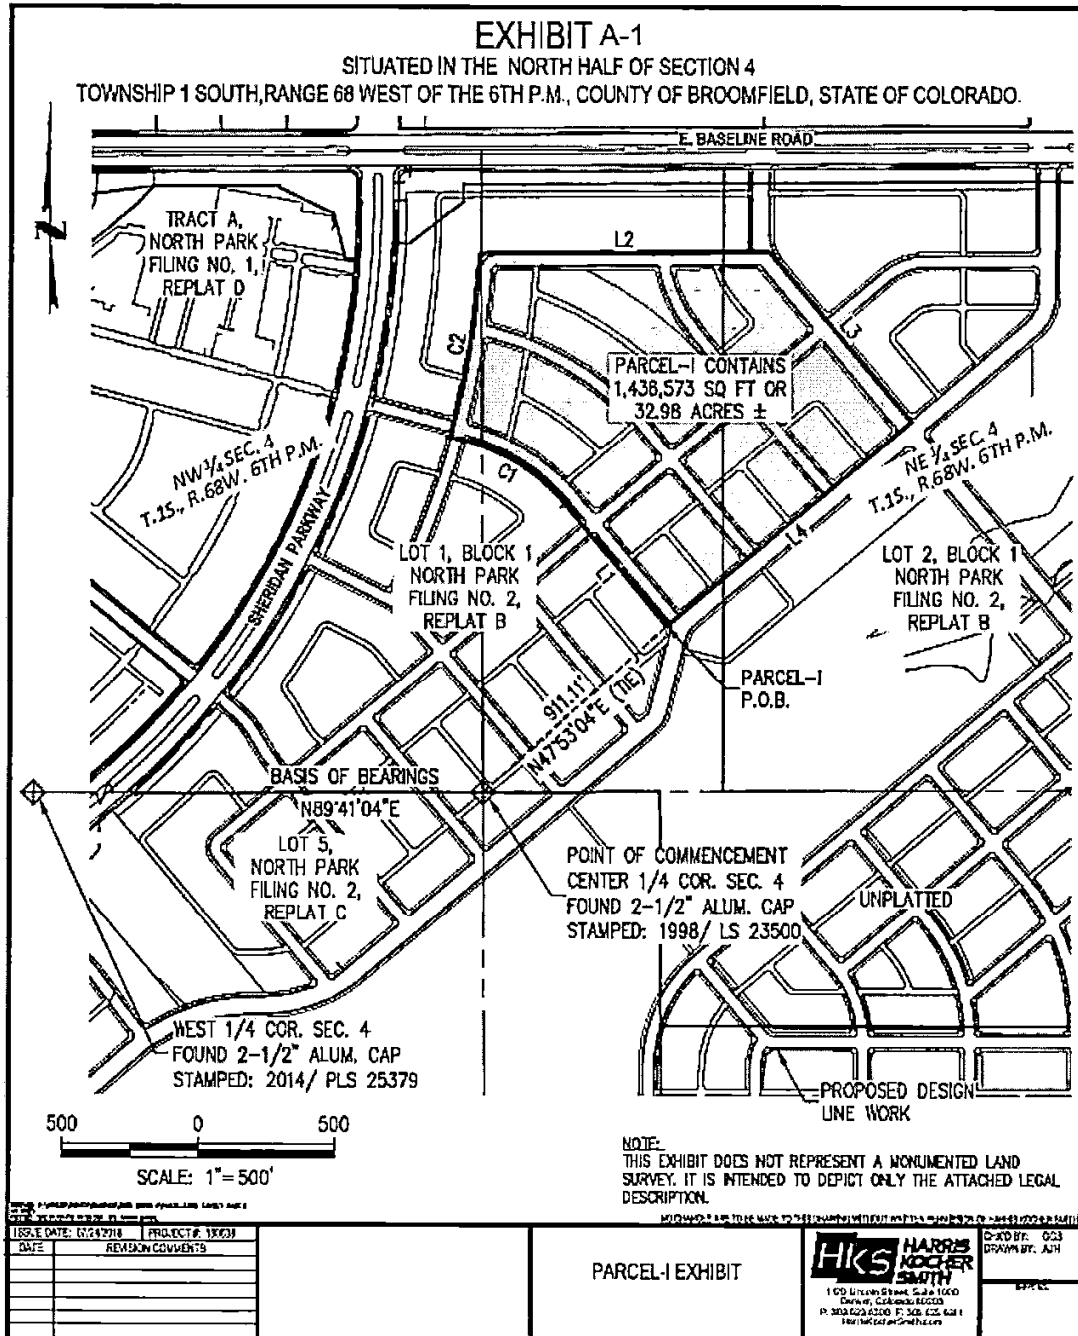 EXHIBIT A-1
SITUATED IN THE NORTH HALF OF SECTION 4
TOWNSHIP 1 SOUTH, RANGE 68 WEST OF THE 6TH P.M., COUNTY OF BROOMFIELD, STATE OF COLORADO.
E. BASELINE ROAD
N
TRACT A,
NORTH PARK
FILING NO. 1,
REPLAT D
L2
L3
C2
PARCEL-I CONTAINS
1,436,573 SQ FT OR
32.98 ACRES ±
NW 1/4 SEC. 4
T.1S., R.68W. 6TH P.M.
NE 1/4 SEC. 4
T.1S., R.68W. 6TH P.M.
C1
L4
SHERIDAN PARKWAY
LOT 1, BLOCK 1,
NORTH PARK
FILING NO. 2,
REPLAT B
L1
LOT 2, BLOCK 1
NORTH PARK
FILING NO. 2,
REPLAT B
PARCEL-I
P.O.B.
911.11'
N47°53'04"E (TIE)
BASIS OF BEARINGS
N89°41'04"E
LOT 5,
NORTH PARK
FILING NO. 2,
REPLAT C
POINT OF COMMENCEMENT
CENTER 1/4 COR. SEC. 4
FOUND 2-1/2" ALUM. CAP
STAMPED: 1998/ LS 23500
UNPLATTED
WEST 1/4 COR. SEC. 4
FOUND 2-1/2" ALUM. CAP
STAMPED: 2014/ PLS 25379
PROPOSED DESIGN
LINE WORK
500 0 500
SCALE: 1"=500'
NOTE:
THIS EXHIBIT DOES NOT REPRESENT A MONUMENTED LAND
SURVEY. IT IS INTENDED TO DEPICT ONLY THE ATTACHED LEGAL
DESCRIPTION.
ISSUE DATE: PROJECT #:
DATE REVISION COMMENTS
PARCEL-I EXHIBIT
HKS HARRIS
KOCHER
SMITH
CHK'D BY:
DRAWN BY: AJH